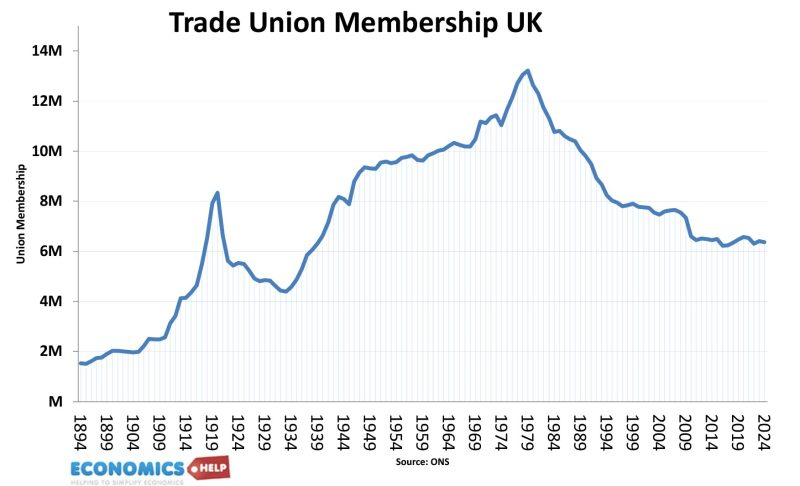 Trade Union Membership UK
14M
12M
10M
8M
6M
4M
2M
M
Union Membership
1894
1899
1904
1909
1914
1919
1924
1929
1934
1939
1944
1949
1954
1959
1964
1969
1974
1979
1984
1989
1994
1999
2004
2009
2014
2019
2024
Source: ONS
ECONOMICS HELP
HELPING TO SIMPLIFY ECONOMICS